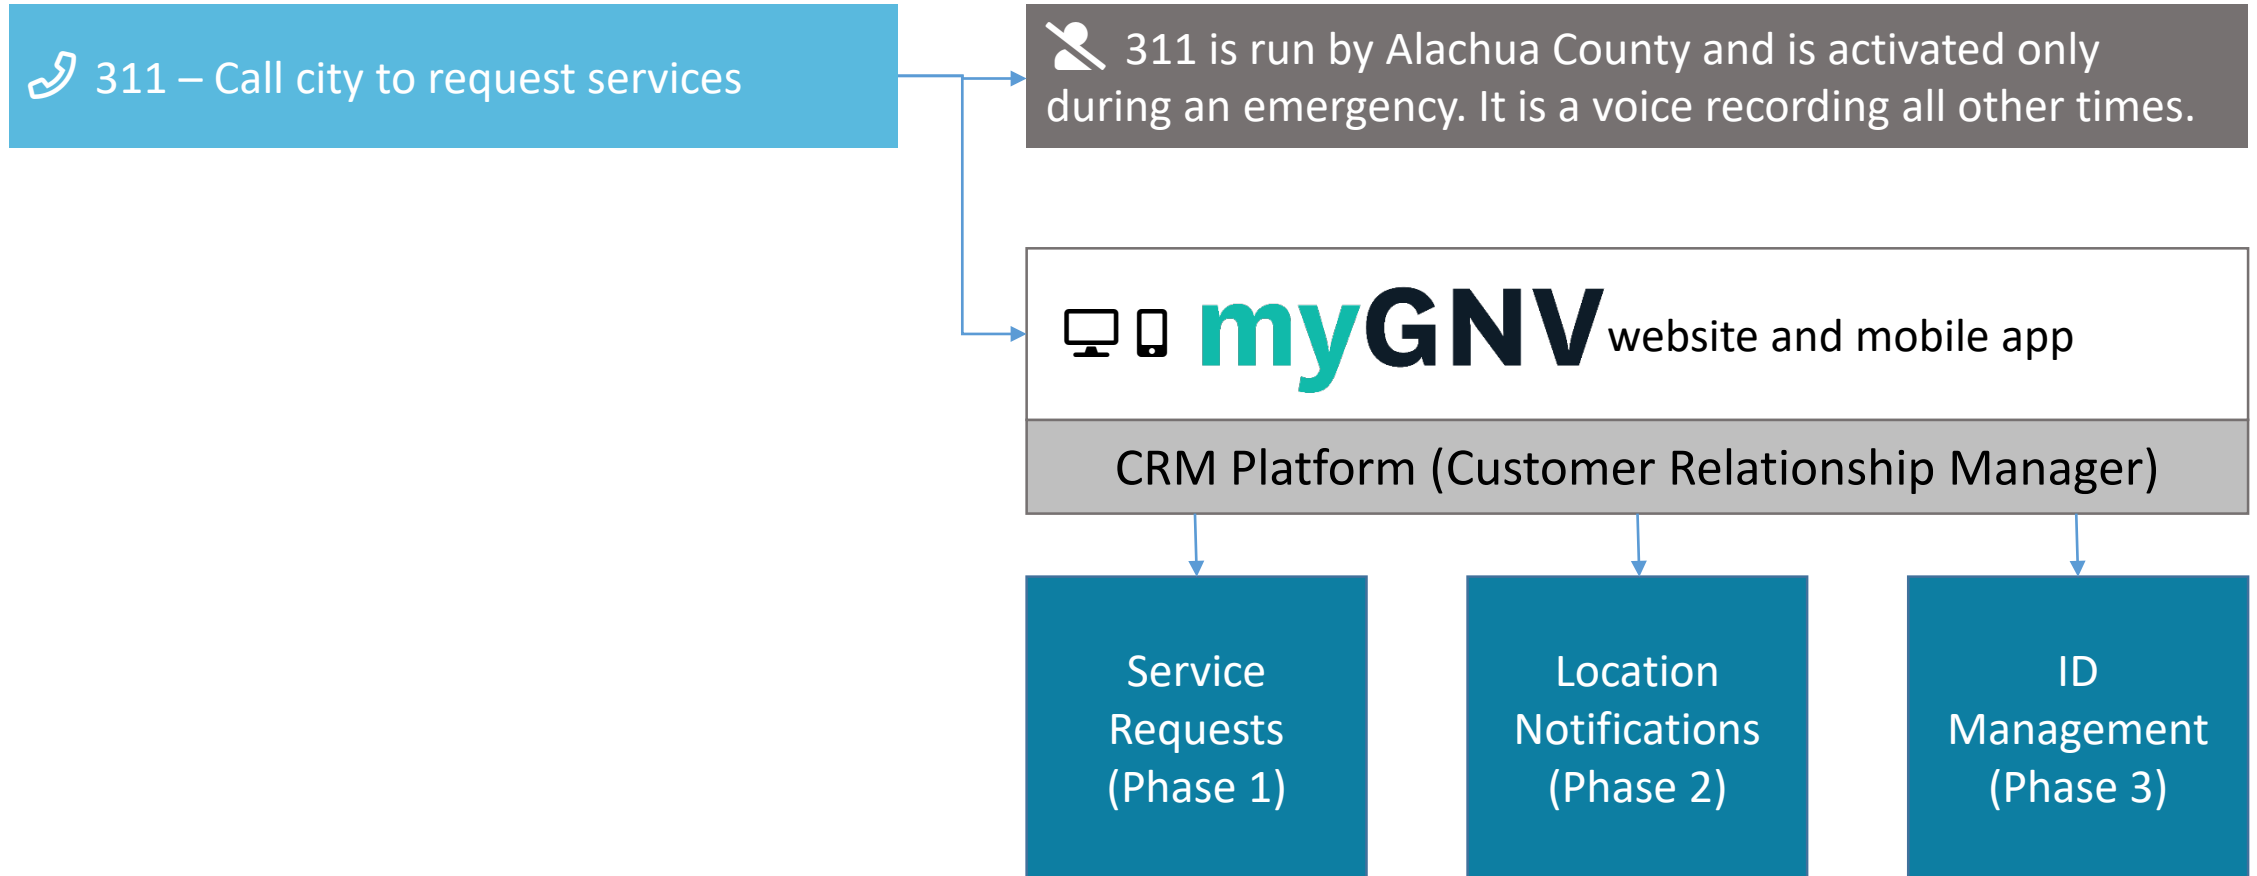 311 – Call city to request services
311 is run by Alachua County and is activated only
during an emergency. It is a voice recording all other times.
myGNV website and mobile app
CRM Platform (Customer Relationship Manager)
Service
Requests
(Phase 1)
Location
Notifications
(Phase 2)
ID
Management
(Phase 3)